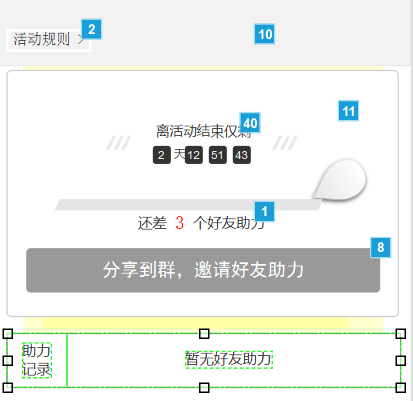 活动规则 >
2
10
11
离活动结束仅剩
40
2 天 12 51 43
1
还差 3 个好友助力
8
分享到群，邀请好友助力
助力
记录
暂无好友助力